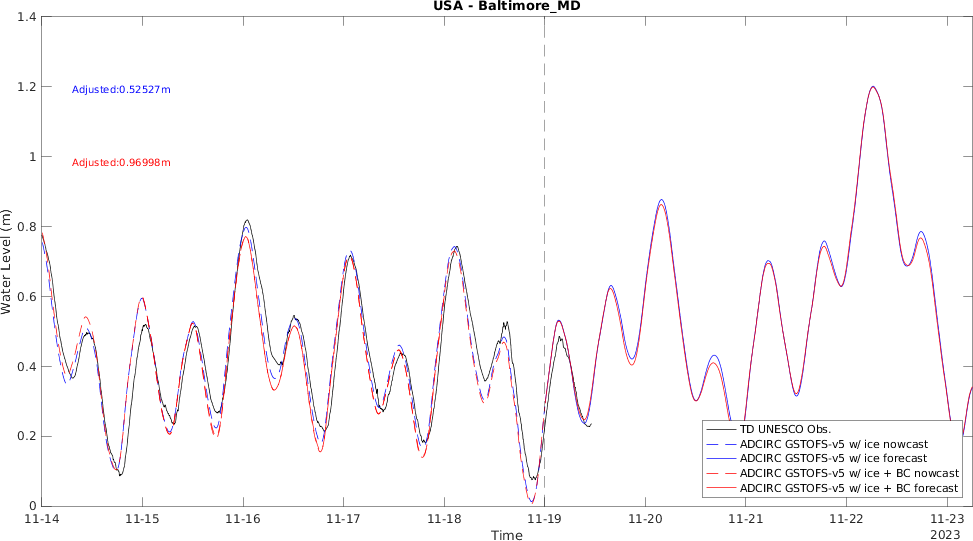 USA - Baltimore_MD
1.4
1.2
1
0.8
0.6
0.4
0.2
0
Water Level (m)
Adjusted:0.52527m
Adjusted:0.96998m
TD UNESCO Obs.
ADCIRC GSTOFS-v5 w/ ice nowcast
ADCIRC GSTOFS-v5 w/ ice forecast
ADCIRC GSTOFS-v5 w/ ice + BC nowcast
ADCIRC GSTOFS-v5 w/ ice + BC forecast
11-14 11-15 11-16 11-17 11-18 11-19 11-20 11-21 11-22 11-23
Time
2023